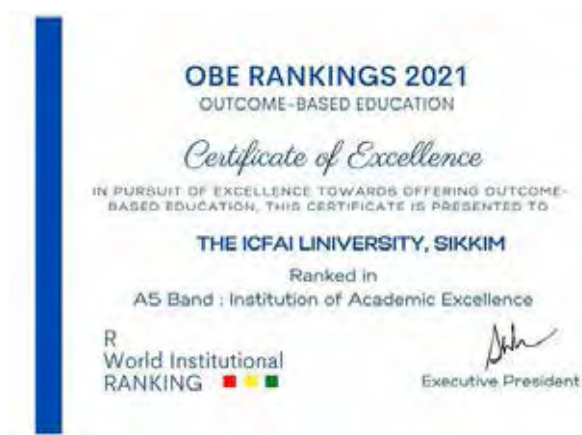 OBE RANKINGS 2021
OUTCOME-BASED EDUCATION
Certificate of Excellence
IN PURSUIT OF EXCELLENCE TOWARDS OFFERING OUTCOME-
BASED EDUCATION, THIS CERTIFICATE IS PRESENTED TO
THE ICFAI LINIVERSITY, SIKKIM
Ranked in
A5 Band : Institution of Academic Excellence
R
World Institutional
RANKING
Executive President